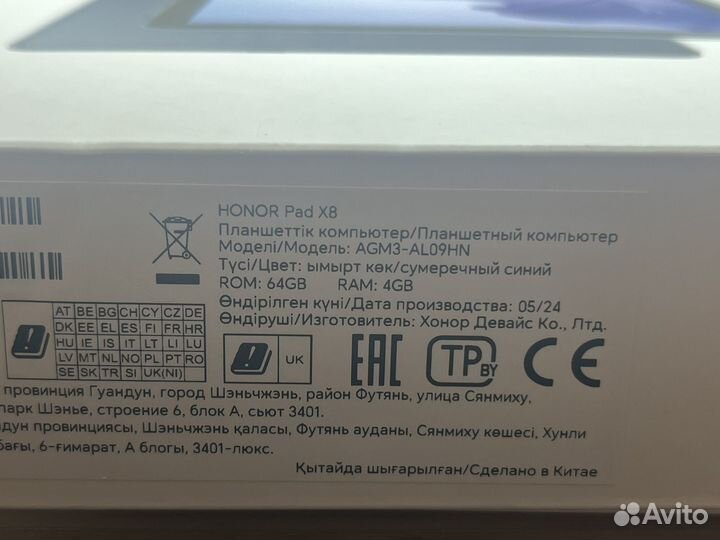 HONOR Pad X8
Планшеттік компьютер/Планшетный компьютер
Моделі/Модель: AGM3-AL09HN
Түсі/Цвет: ымырт көк/сумеречный синий
ROM: 64GB RAM: 4GB
Өндірілген күні/Дата производства: 05/24
Өндіруші/Изготовитель: Хонор Девайс Ко., Лтд.
AT BE BG CH CY CZ DE
DK EE EL ES FI FR HR
HU IE IS IT LT LI LU
LV MT NL NO PL PT RO
SE SK TR SI UK(NI)
UK
EAC
TP BY
CE
провинция Гуандун, город Шэньчжэнь, район Футянь, улица Сянмиху,
парк Шэнье, строение 6, блок А, сьют 3401.
дун провинциясы, Шэньчжэнь қаласы, Футянь ауданы, Сянмиху көшесі, Хунли
бағы, 6-ғимарат, А блогы, 3401-люкс.
Қытайда шығарылған/Сделано в Китае
Avito